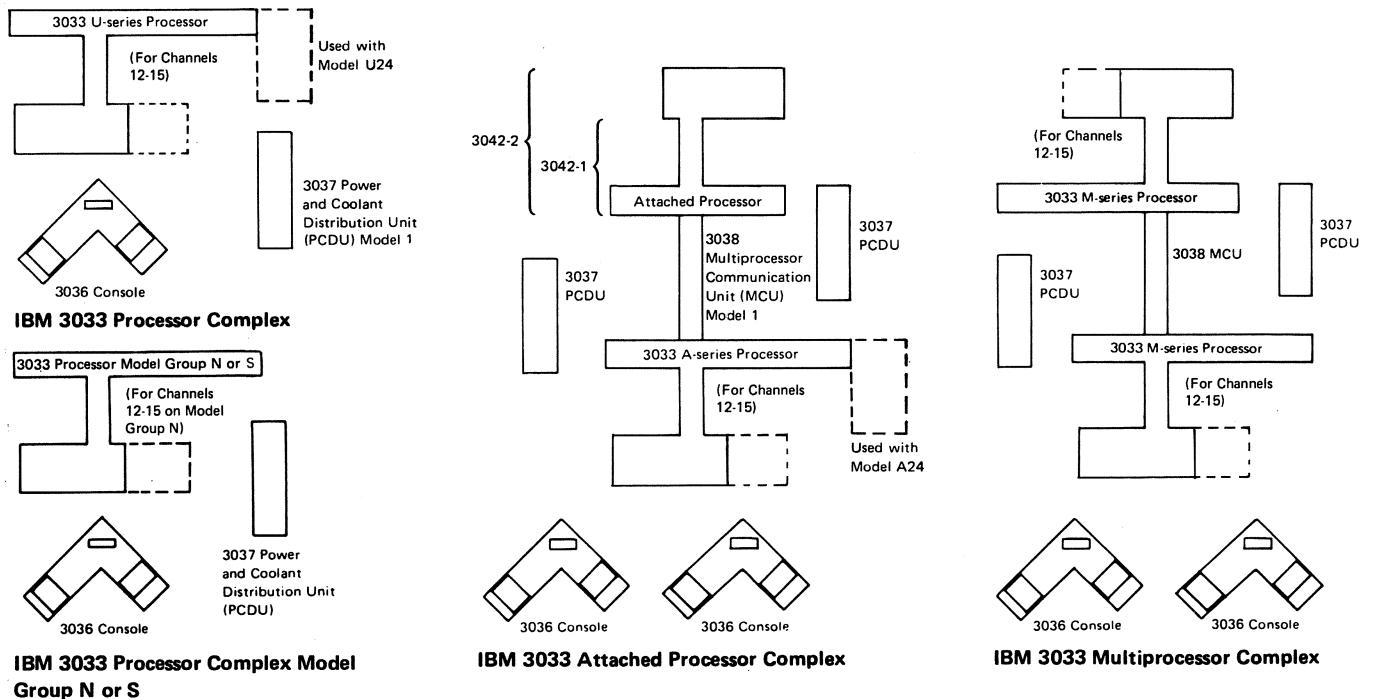 3033 U-series Processor
(For Channels
12-15)
Used with
Model U24
3037 Power
and Coolant
Distribution Unit
(PCDU) Model 1
3036 Console
IBM 3033 Processor Complex
3033 Processor Model Group N or S
(For Channels
12-15 on Model
Group N)
3037 Power
and Coolant
Distribution Unit
(PCDU)
3036 Console
IBM 3033 Processor Complex Model
Group N or S
3042-2
3042-1
Attached Processor
3037
PCDU
3038
Multiprocessor
Communication
Unit (MCU)
Model 1
3037
PCDU
3033 A-series Processor
(For Channels
12-15)
Used with
Model A24
3036 Console
3036 Console
IBM 3033 Attached Processor Complex
(For Channels
12-15)
3033 M-series Processor
3037
PCDU
3038 MCU
3037
PCDU
3033 M-series Processor
(For Channels
12-15)
3036 Console
3036 Console
IBM 3033 Multiprocessor Complex